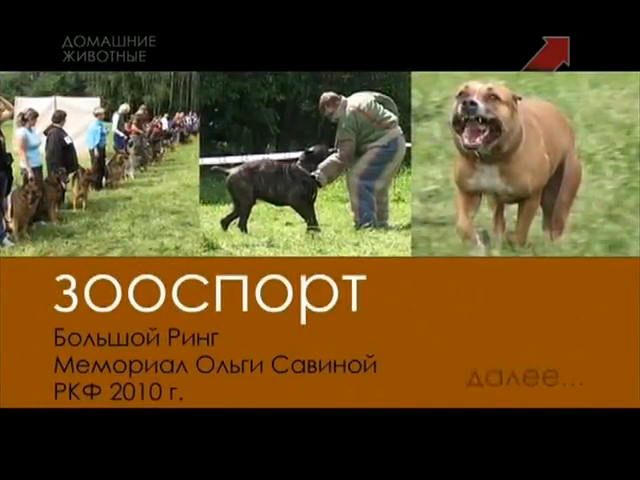 ДОМАШНИЕ
ЖИВОТНЫЕ
зооспорт
Большой Ринг
Мемориал Ольги Савиной
РКФ 2010 г.
далее...